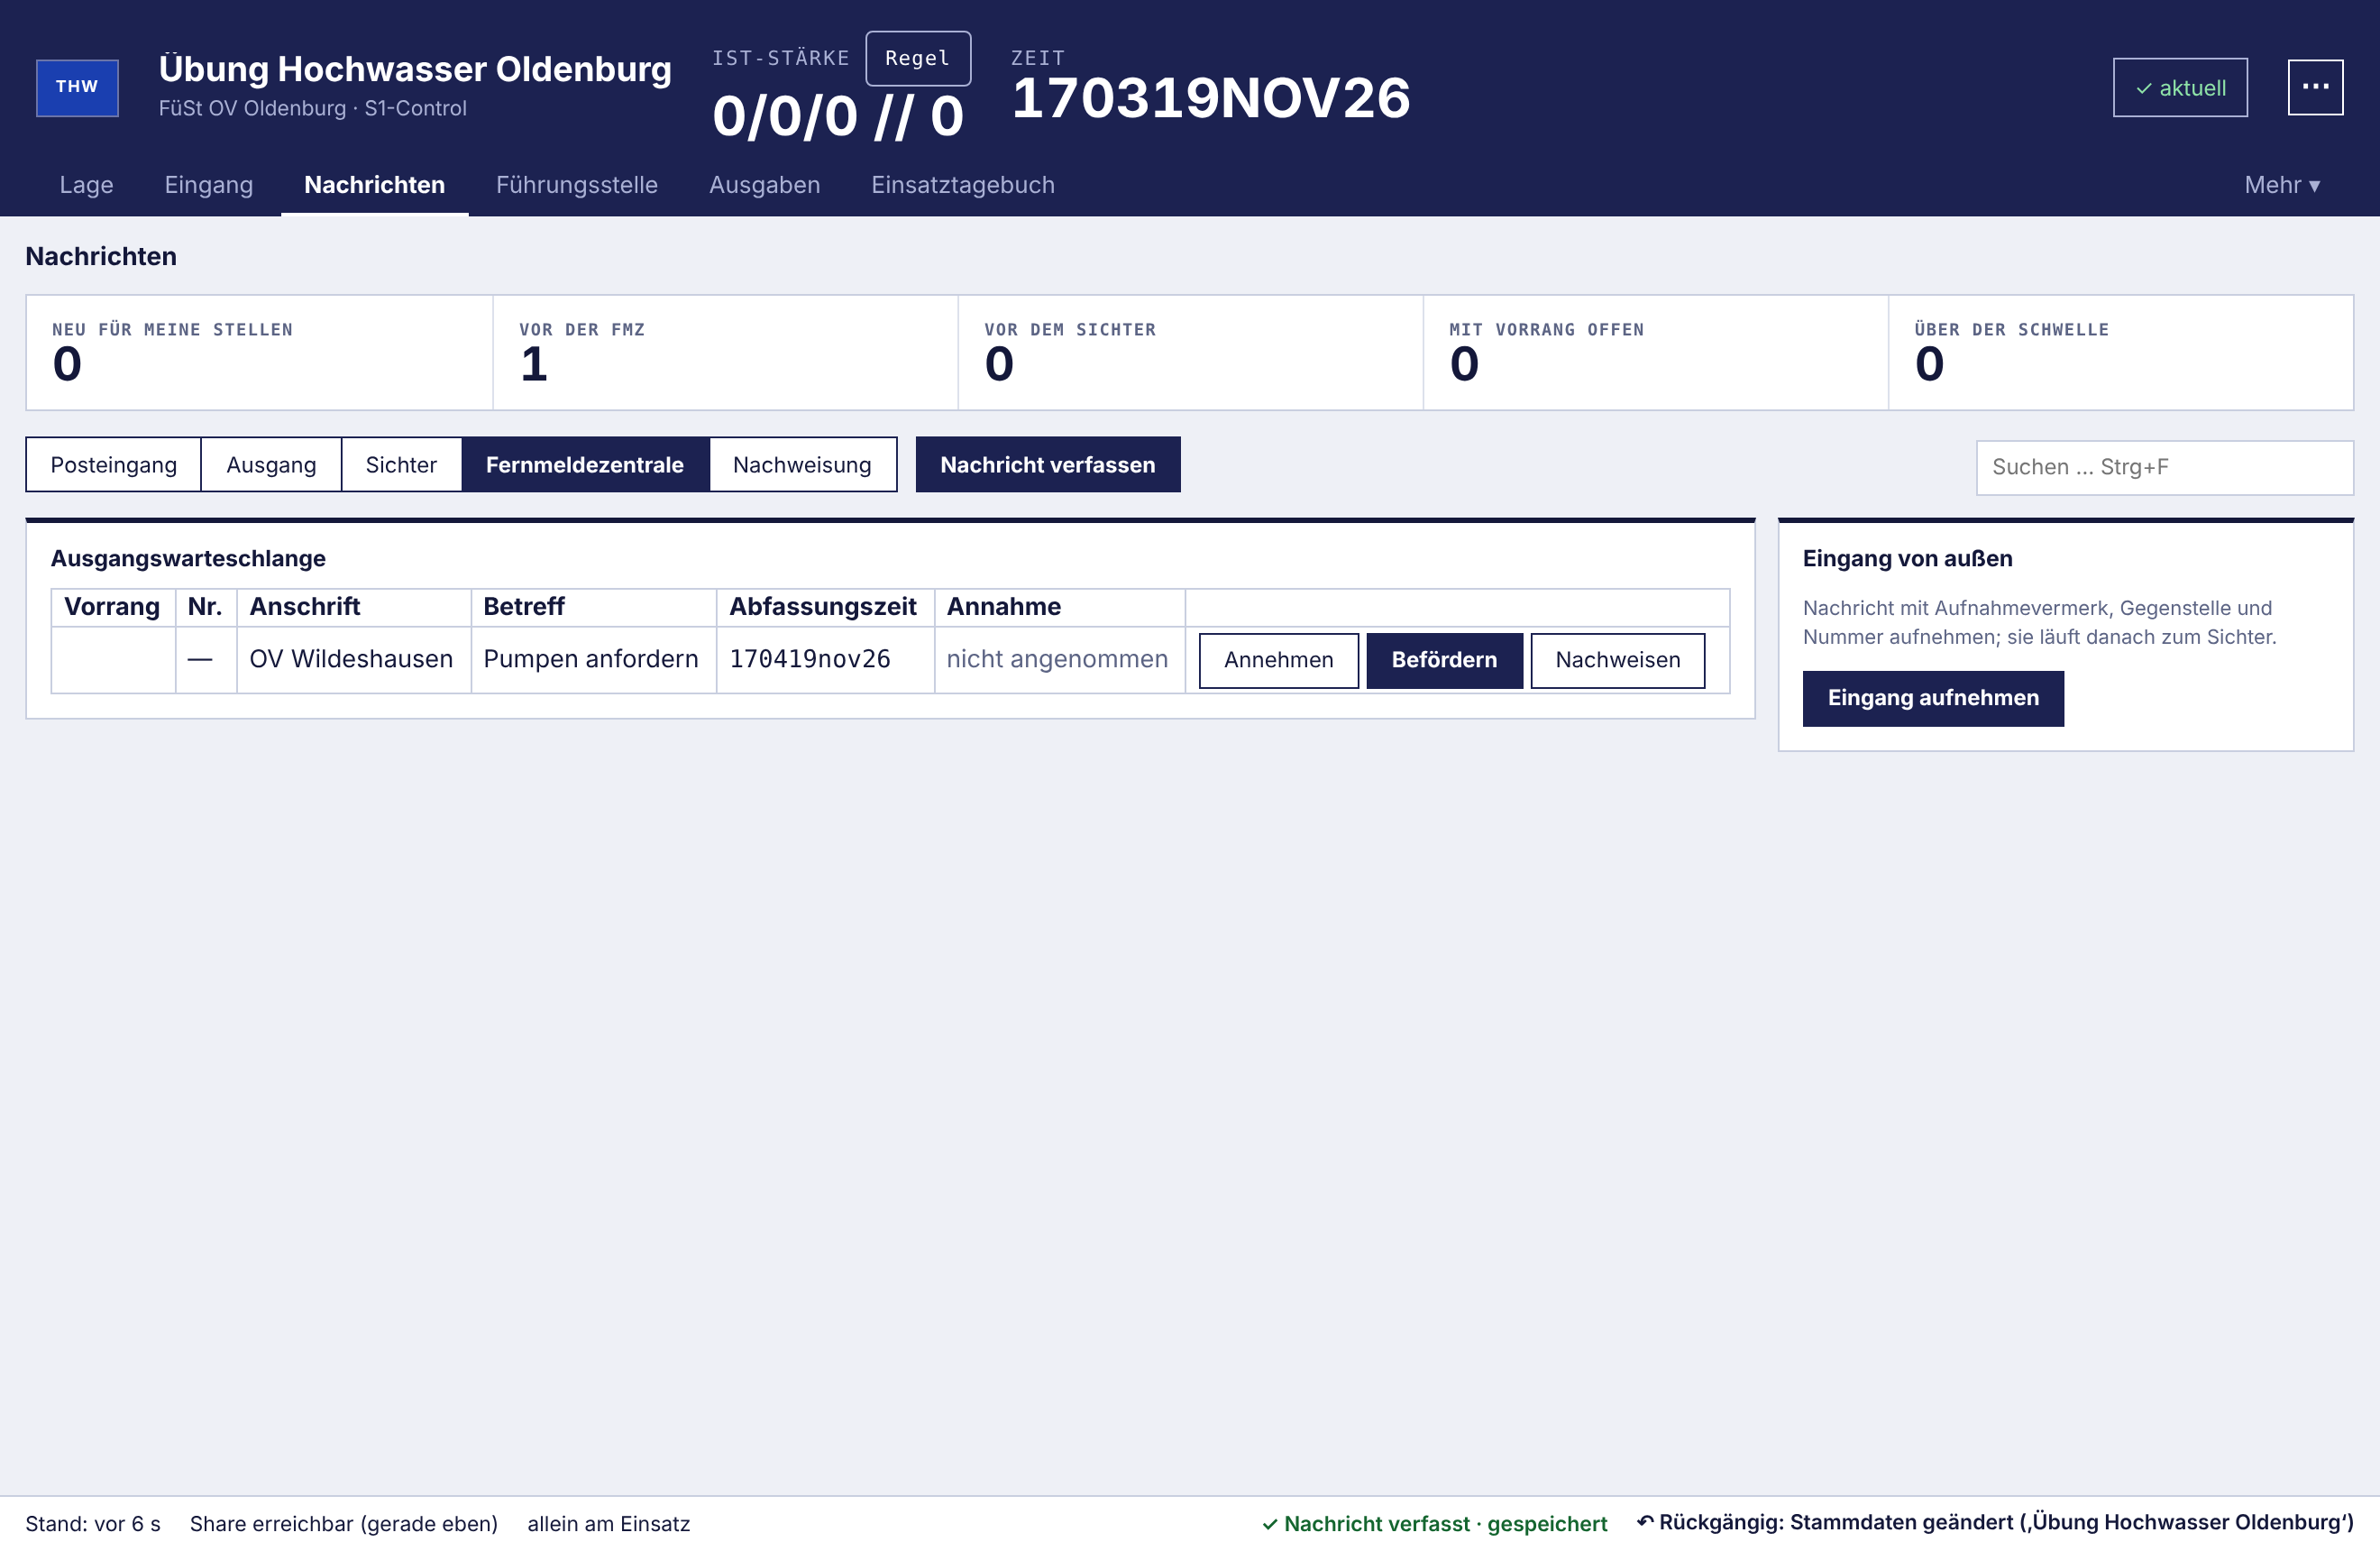 THW
Übung Hochwasser Oldenburg
FüSt OV Oldenburg · S1-Control
IST-STÄRKE Regel
0/0/0 // 0
ZEIT
170319NOV26
✓ aktuell
⋯
Lage Eingang Nachrichten Führungsstelle Ausgaben Einsatztagebuch Mehr ▾
Nachrichten
NEU FÜR MEINE STELLEN
0
VOR DER FMZ
1
VOR DEM SICHTER
0
MIT VORRANG OFFEN
0
ÜBER DER SCHWELLE
0
Posteingang Ausgang Sichter Fernmeldezentrale Nachweisung Nachricht verfassen Suchen … Strg+F
Ausgangswarteschlange
Vorrang Nr. Anschrift Betreff Abfassungszeit Annahme
— OV Wildeshausen Pumpen anfordern 170419nov26 nicht angenommen Annehmen Befördern Nachweisen
Eingang von außen
Nachricht mit Aufnahmevermerk, Gegenstelle und
Nummer aufnehmen; sie läuft danach zum Sichter.
Eingang aufnehmen
Stand: vor 6 s Share erreichbar (gerade eben) allein am Einsatz ✓ Nachricht verfasst · gespeichert ↶ Rückgängig: Stammdaten geändert (‚Übung Hochwasser Oldenburg‘)